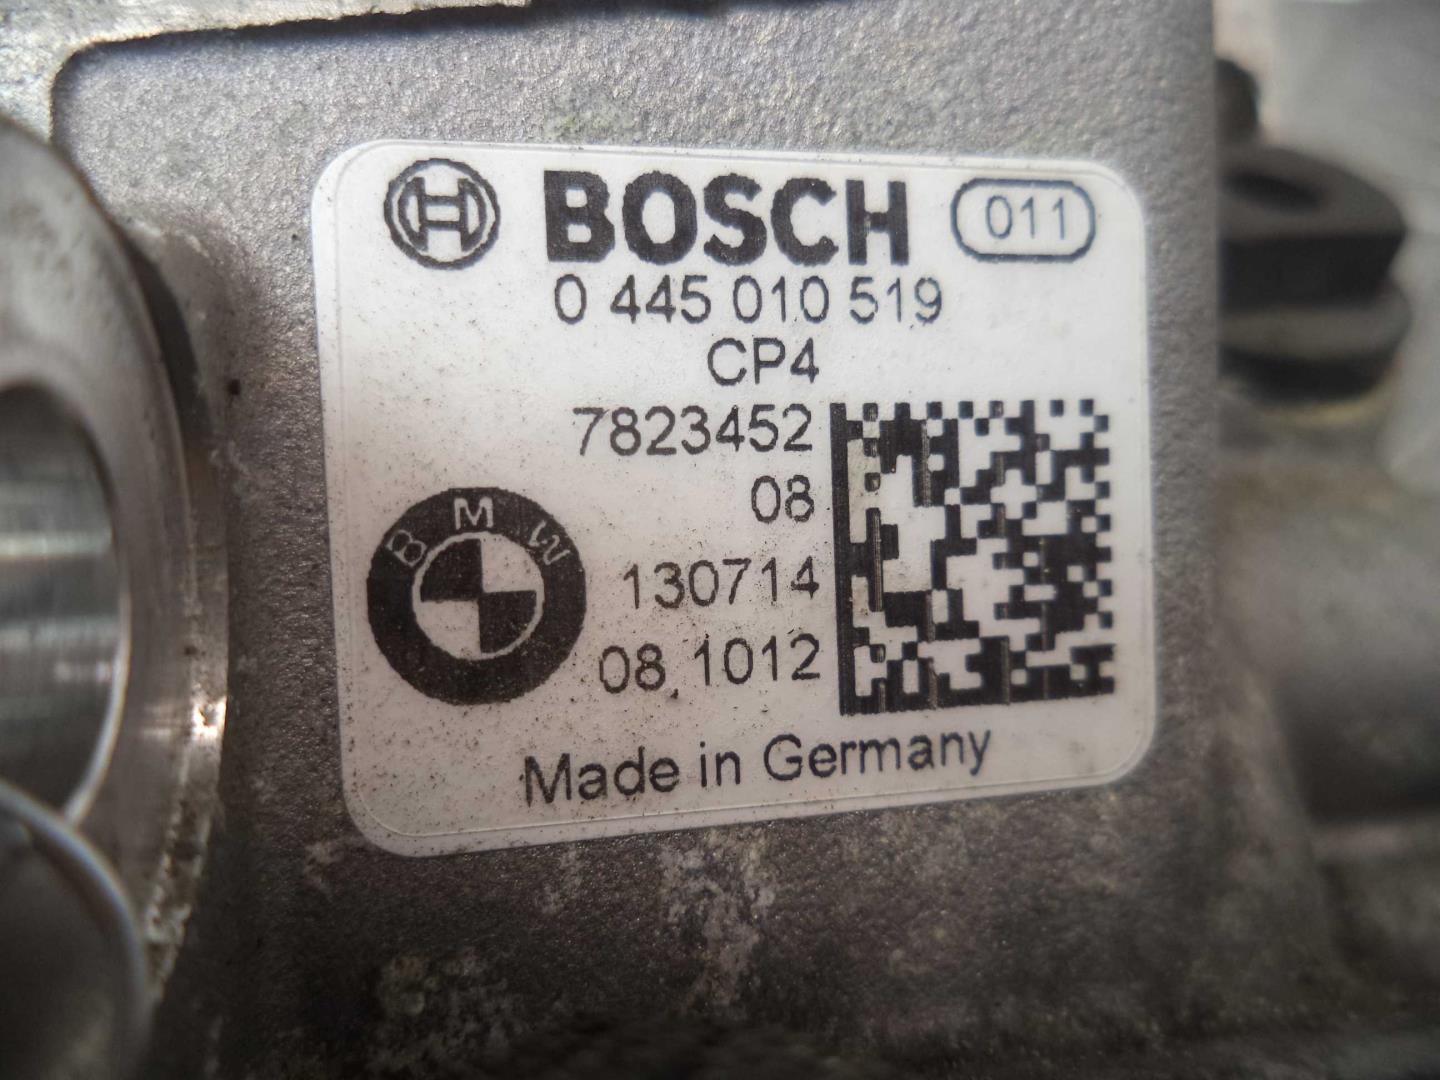 BOSCH 011
0 445 010 519
CP4
7823452
08
BMW
130714
08.1012
Made in Germany